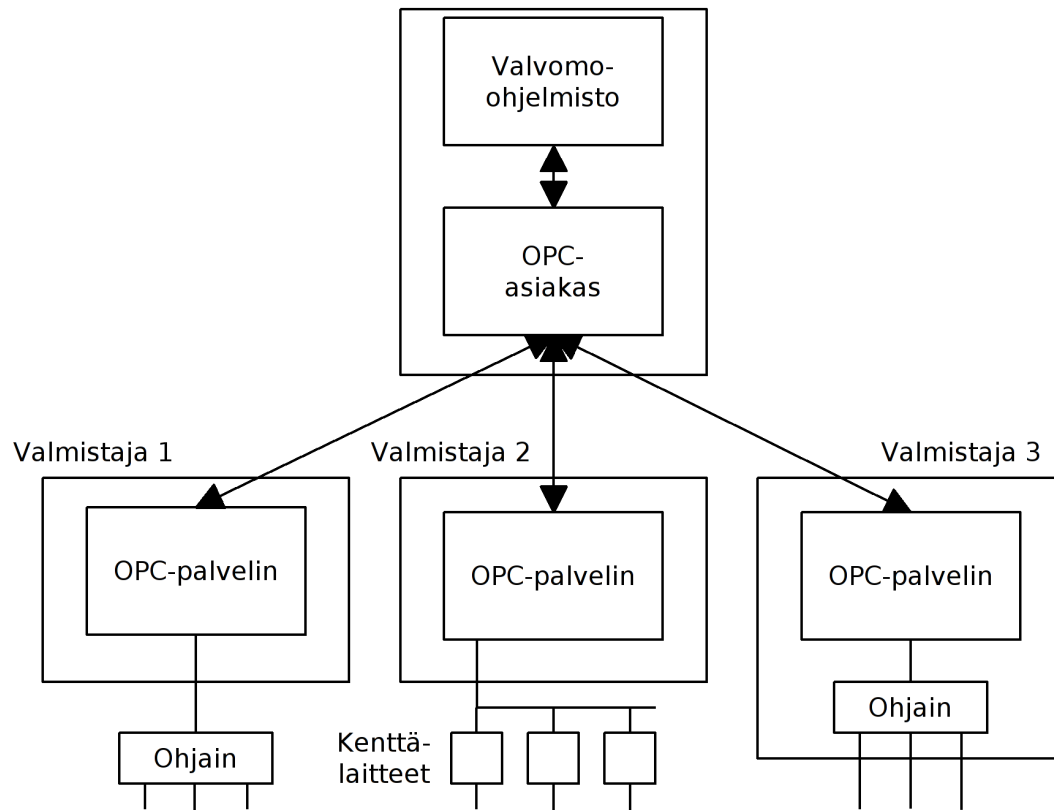 Valvomo-
ohjelmisto
OPC-
asiakas
Valmistaja 1
Valmistaja 2
Valmistaja 3
OPC-palvelin
OPC-palvelin
OPC-palvelin
Ohjain
Kenttä-
laitteet
Ohjain